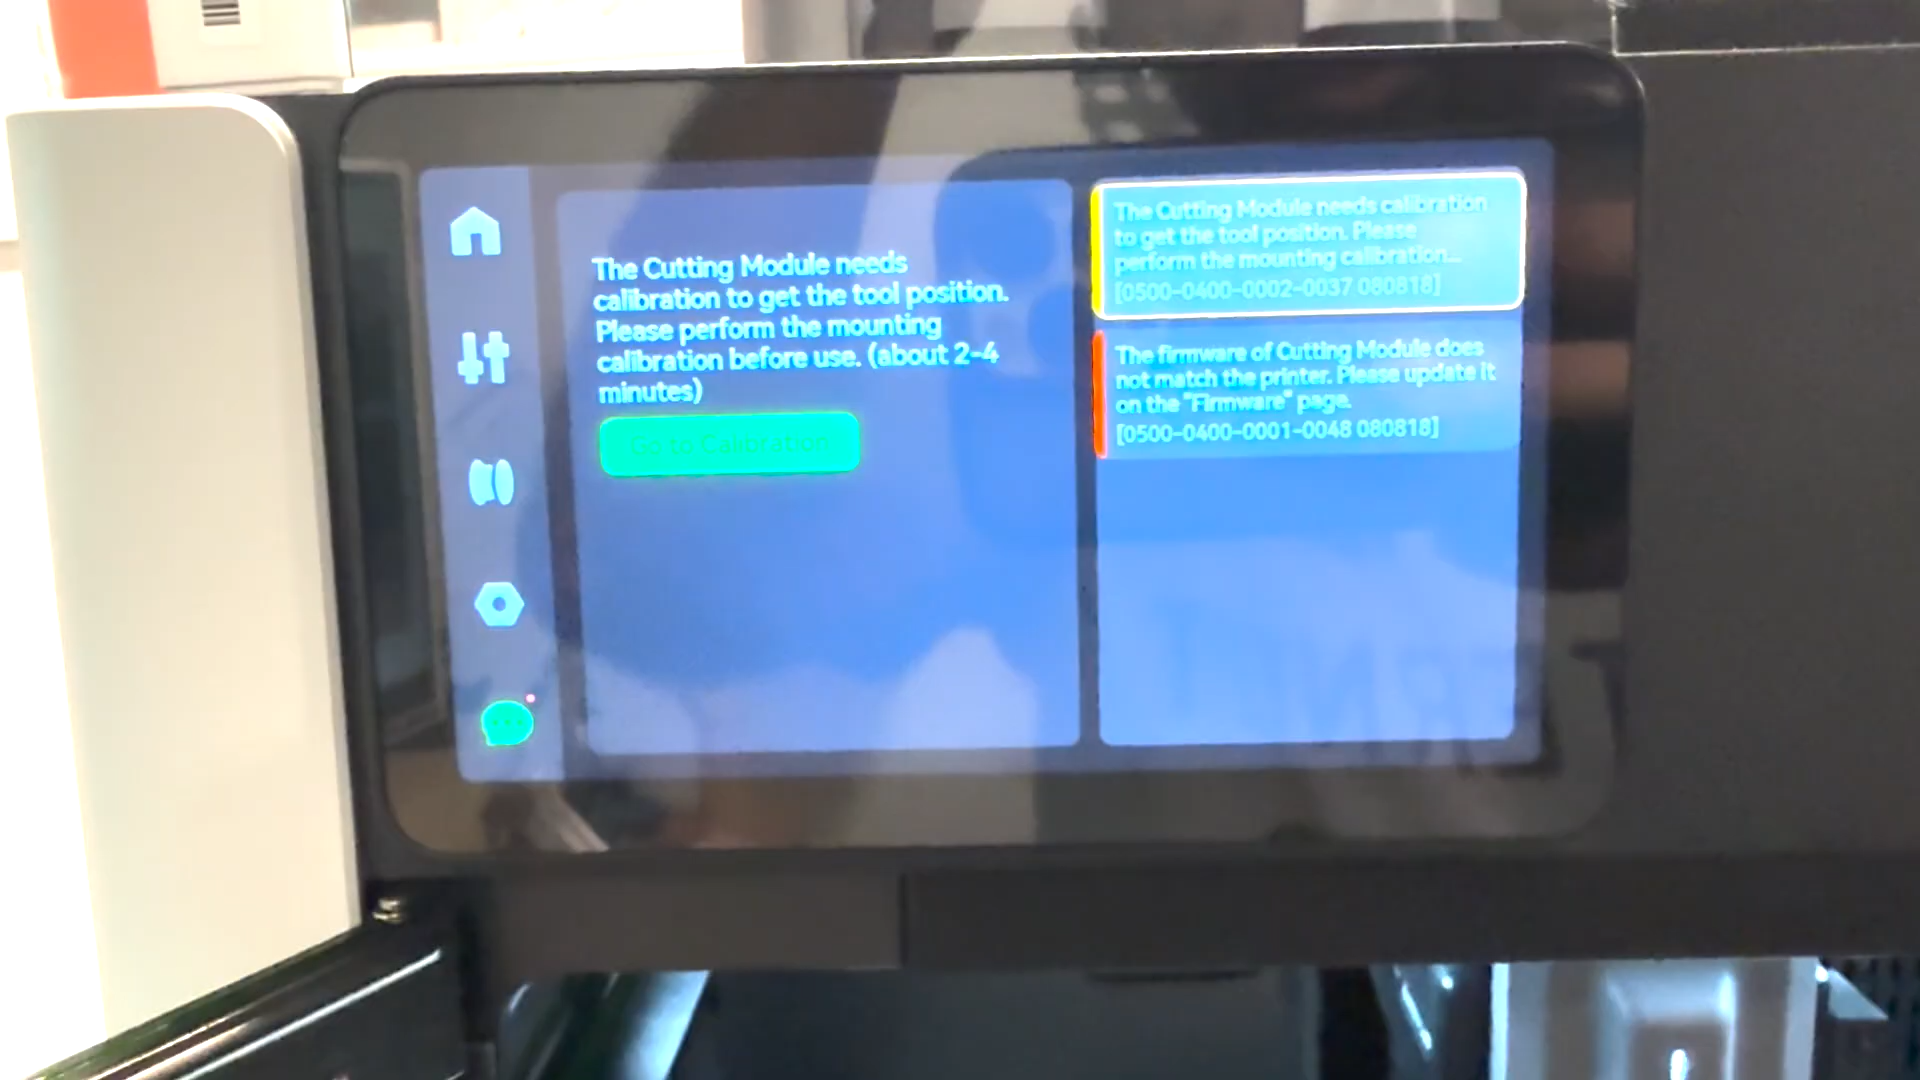 The Cutting Module needs
calibration to get the tool position.
Please perform the mounting
calibration before use. (about 2-4
minutes)
Go to Calibration
The Cutting Module needs calibration
to get the tool position. Please
perform the mounting calibration...
[0500-0400-0002-0037 080818]
The firmware of Cutting Module does
not match the printer. Please update it
on the "Firmware" page.
[0500-0400-0001-0048 080818]